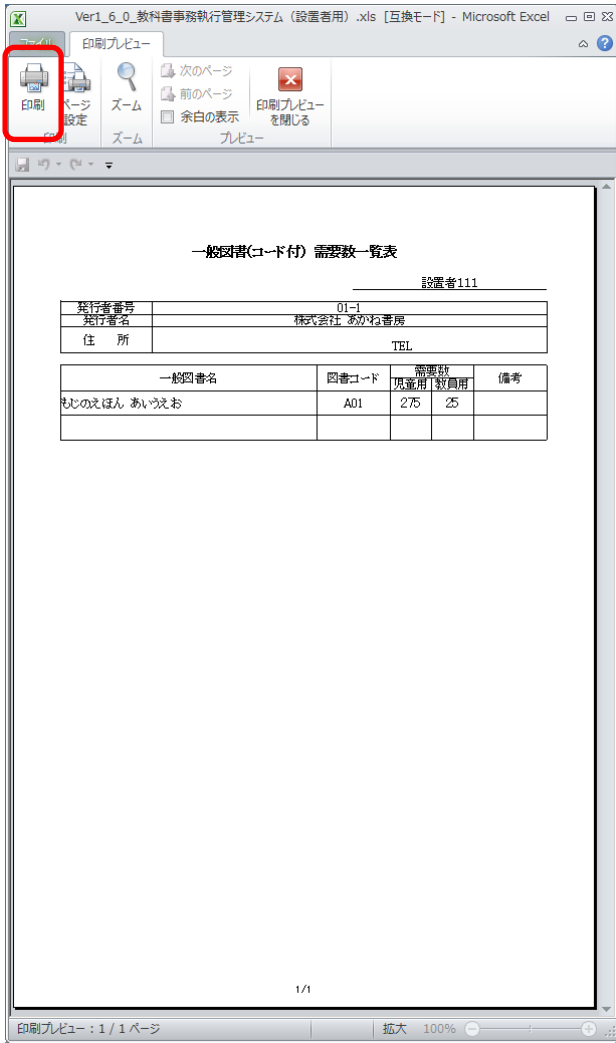 Ver1_6_0_教科書事務執行管理システム（設置者用）.xls [互換モード] - Microsoft Excel
ファイル 印刷プレビュー
印刷 ページ設定 ズーム 次のページ 前のページ 余白の表示 印刷プレビューを閉じる
印刷 ズーム プレビュー
一般図書(コード付) 需要数一覧表
設置者111
発行者番号 01-1
発行者名 株式会社 あかね書房
住 所 TEL
一般図書名 図書コード 需要数 備考
児童用 教員用
もじのえほん あいうえお A01 275 25
1/1
印刷プレビュー：1 / 1 ページ 拡大 100%